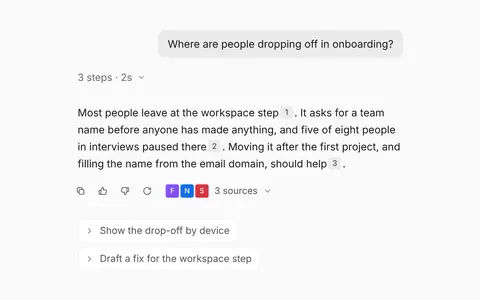 Where are people dropping off in onboarding?
3 steps · 2s
Most people leave at the workspace step 1 . It asks for a team
name before anyone has made anything, and five of eight people
in interviews paused there 2 . Moving it after the first project, and
filling the name from the email domain, should help 3 .
F N S 3 sources
Show the drop-off by device
Draft a fix for the workspace step